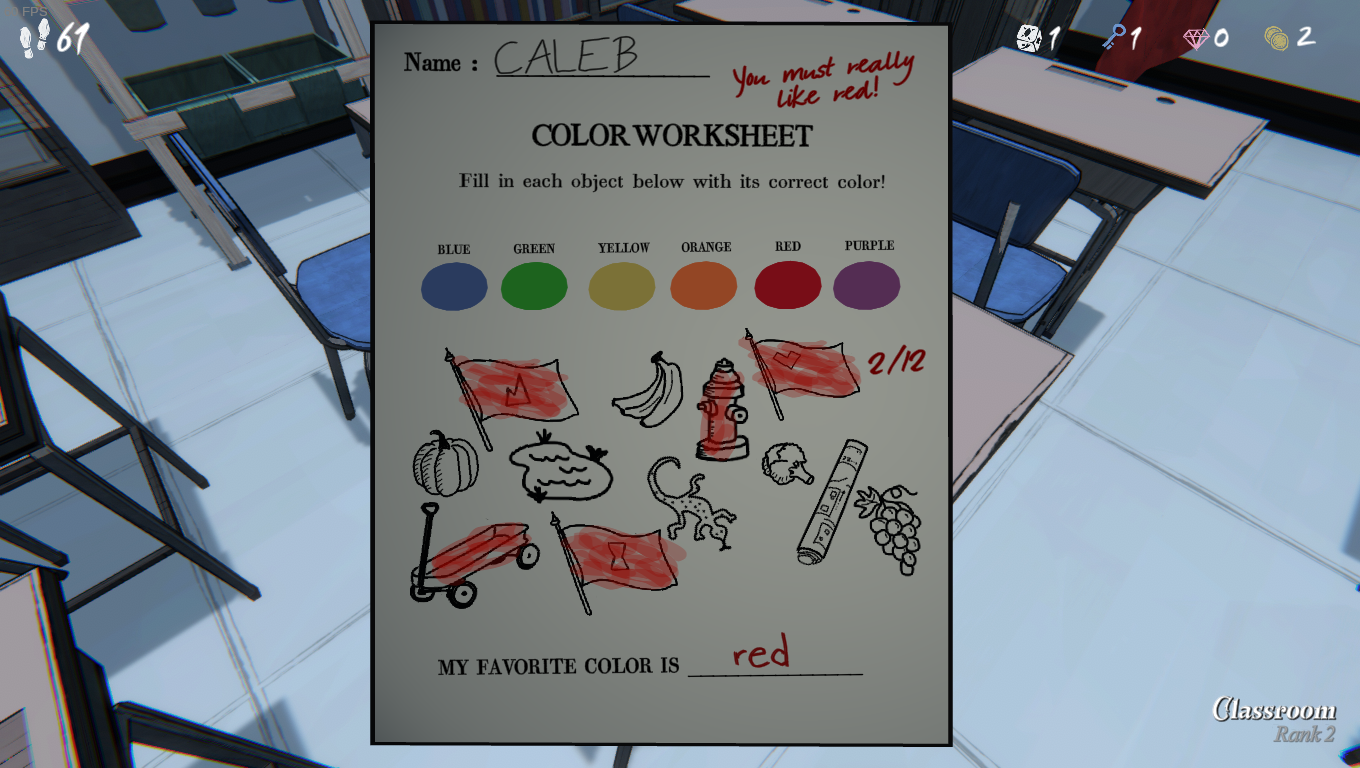 FPS
61
1
1
0
2
Name : CALEB
You must really
like red!
COLOR WORKSHEET
Fill in each object below with its correct color!
BLUE GREEN YELLOW ORANGE RED PURPLE
2/12
MY FAVORITE COLOR IS red
Classroom
Rank 2